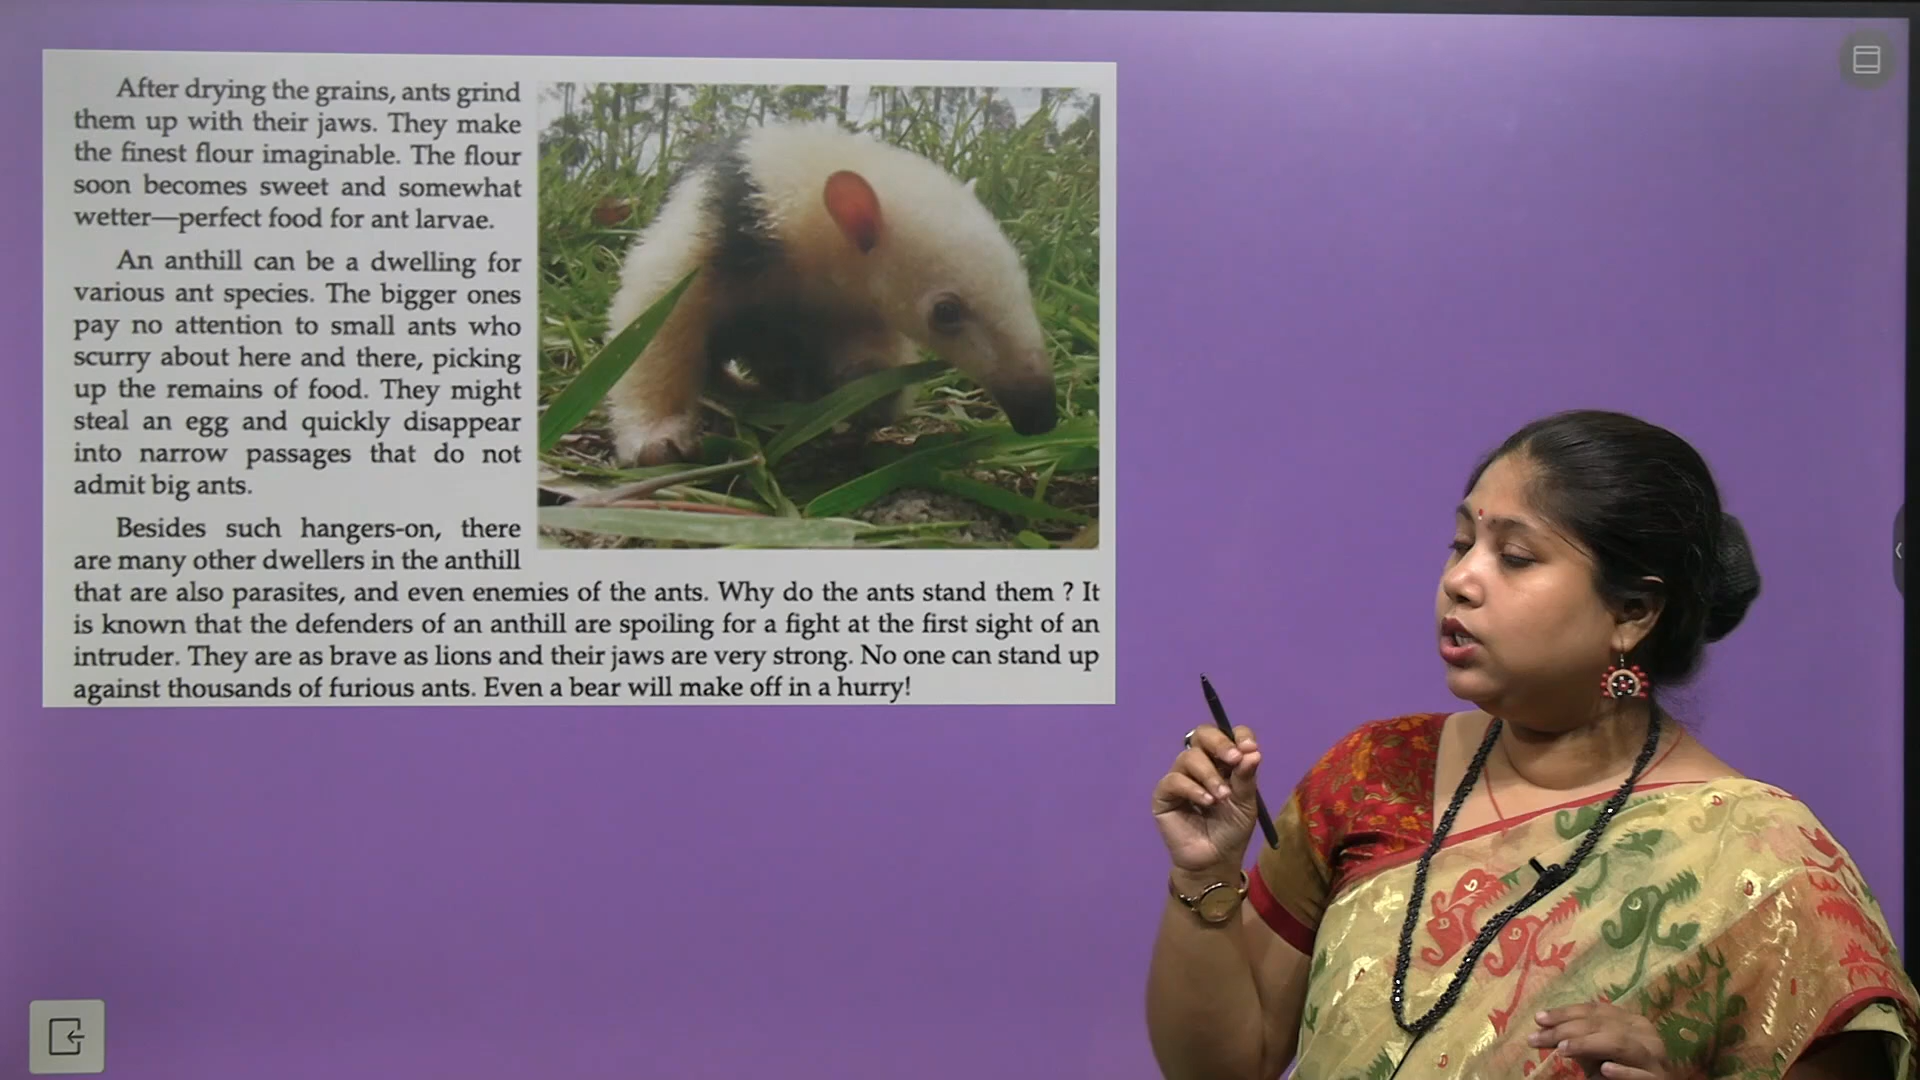 After drying the grains, ants grind
them up with their jaws. They make
the finest flour imaginable. The flour
soon becomes sweet and somewhat
wetter—perfect food for ant larvae.
An anthill can be a dwelling for
various ant species. The bigger ones
pay no attention to small ants who
scurry about here and there, picking
up the remains of food. They might
steal an egg and quickly disappear
into narrow passages that do not
admit big ants.
Besides such hangers-on, there
are many other dwellers in the anthill
that are also parasites, and even enemies of the ants. Why do the ants stand them ? It
is known that the defenders of an anthill are spoiling for a fight at the first sight of an
intruder. They are as brave as lions and their jaws are very strong. No one can stand up
against thousands of furious ants. Even a bear will make off in a hurry!